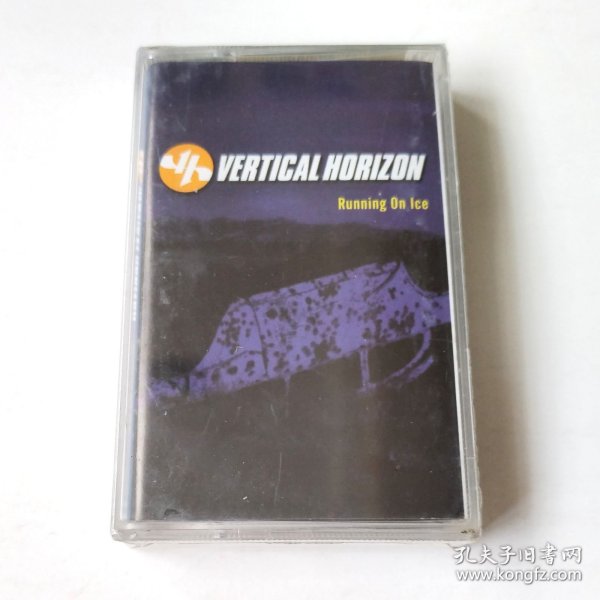 VERTICAL HORIZON
Running On Ice
孔夫子旧书网
www.kongfz.com